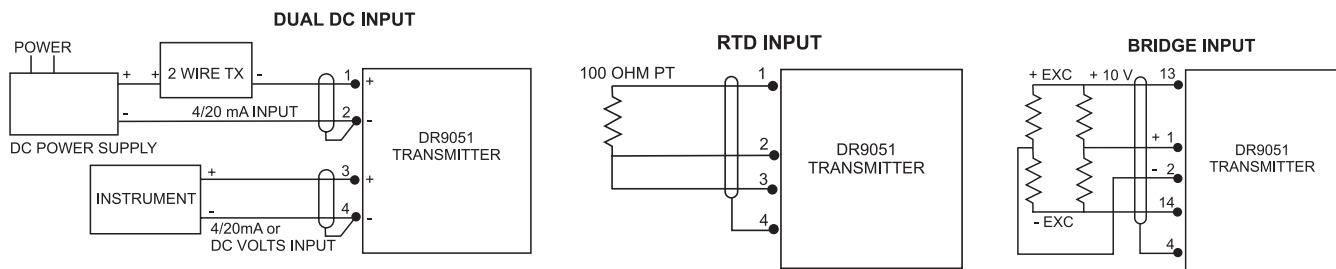 DUAL DC INPUT
POWER
+
+
2 WIRE TX
-
1
+
-
4/20 mA INPUT
2
-
DC POWER SUPPLY
DR9051
TRANSMITTER
INSTRUMENT
+
3
+
-
4
-
4/20mA or
DC VOLTS INPUT
RTD INPUT
100 OHM PT
1
2
3
4
DR9051
TRANSMITTER
BRIDGE INPUT
+ EXC
+ 10 V
13
+ 1
- 2
14
- EXC
4
DR9051
TRANSMITTER